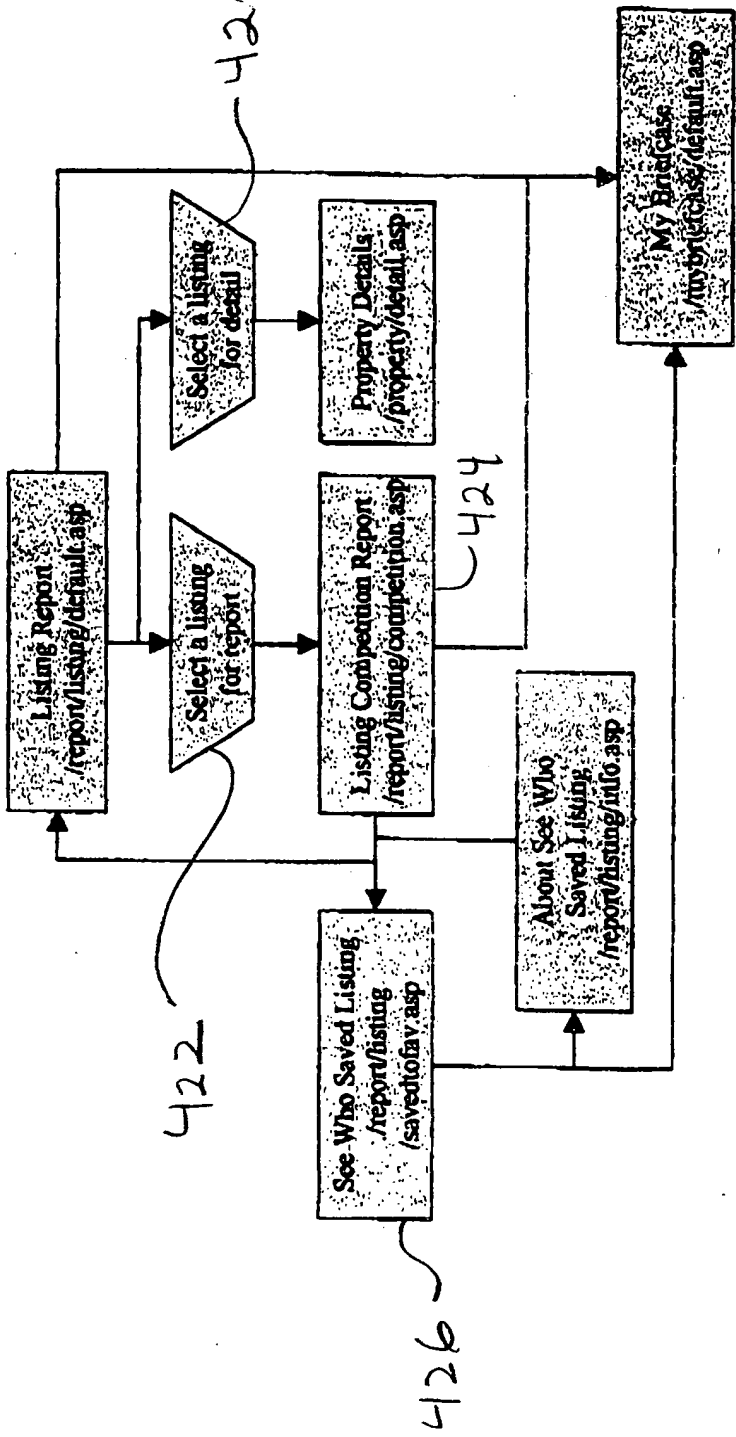 Listing Report
/report/listing/default.asp
Select a listing
for report
Select a listing
for detail
42
Listing Competition Report
/report/listing/competition.asp
Property Details
/property/detail.asp
422
424
See Who Saved Listing
/report/listing
/savedtofav.asp
About See Who
Saved Listing
/report/listing/info.asp
My Briefcase
/mybriefcase/default.asp
426